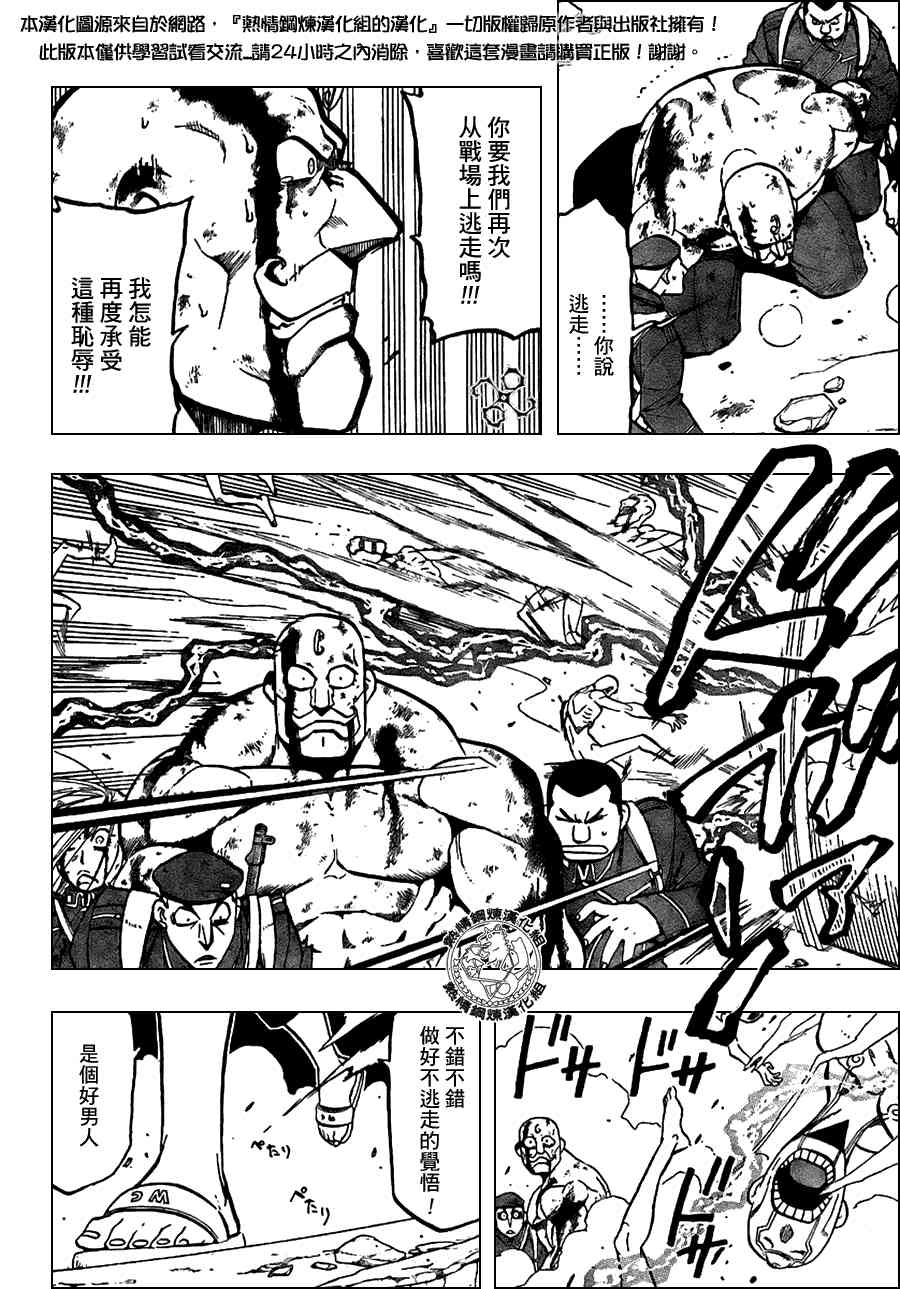 本漢化圖源來自於網路，『熱情鋼煉漢化組的漢化』一切版權歸原作者與出版社擁有！
此版本僅供學習試看交流…請24小時之內消除，喜歡這套漫畫請購買正版！謝謝。
……你說
逃走……
你要我們再次
从戰場上逃走嗎!!!
我怎能
再度承受
這種恥辱!!!
熱情鋼煉漢化組
熱情鋼煉漢化組
ドド
ドド
不錯不錯
做好不逃走的覺悟！
是個好男人
ぺたり
ぺたり
WC